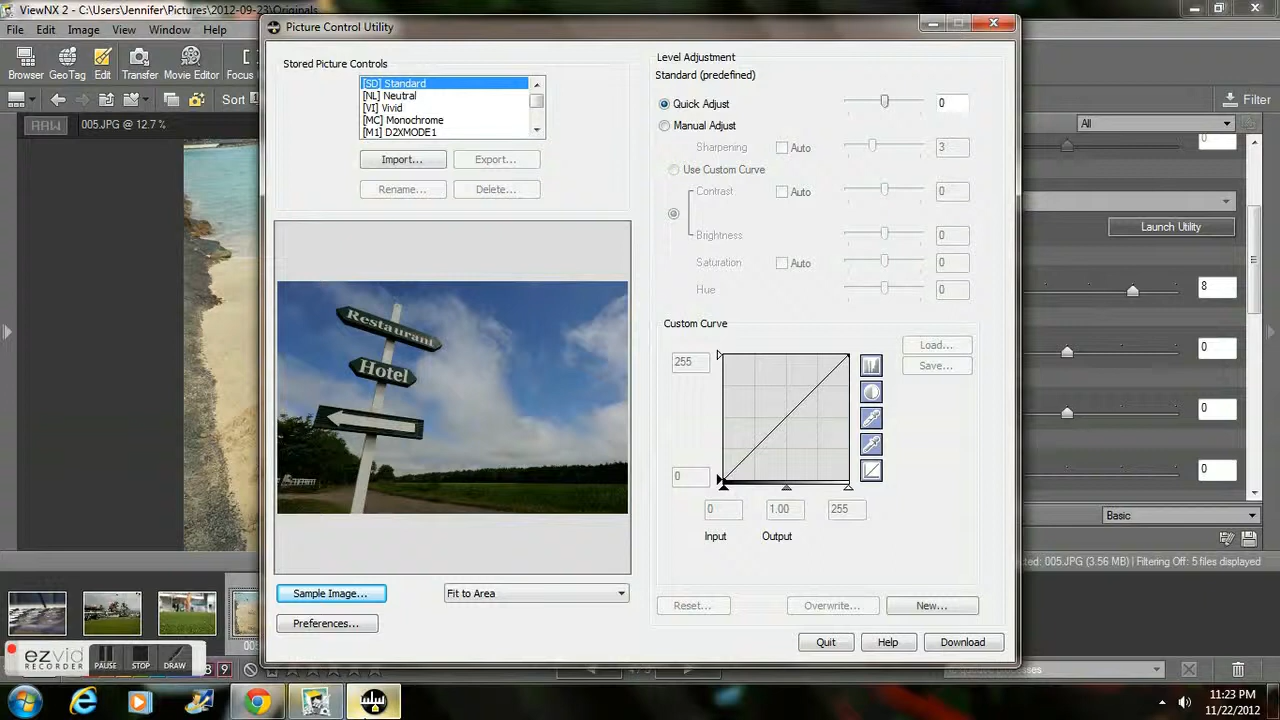 ViewNX 2 - C:\Users\Jennifer\Pictures\2012-09-23\Originals
File Edit Image View Window Help
Browser GeoTag Edit Transfer Movie Editor Focus
Sort
Filter
RAW 005.JPG @ 12.7 %
All
Picture Control Utility
Stored Picture Controls
[SD] Standard
[NL] Neutral
[VI] Vivid
[MC] Monochrome
[M1] D2XMODE1
Import... Export...
Rename... Delete...
Restaurant
Hotel
Sample Image... Fit to Area
Preferences...
Level Adjustment
Standard (predefined)
Quick Adjust 0
Manual Adjust
Sharpening Auto 3
Use Custom Curve
Contrast Auto 0
Brightness 0
Saturation Auto 0
Hue 0
Custom Curve
Load...
Save...
255
0
0 1.00 255
Input Output
Reset... Overwrite... New...
Quit Help Download
Launch Utility
8
0
0
0
Basic
005.JPG (3.56 MB) | Filtering Off: 5 files displayed
ezvid
RECORDER
PAUSE STOP DRAW
8 9
11:23 PM
11/22/2012